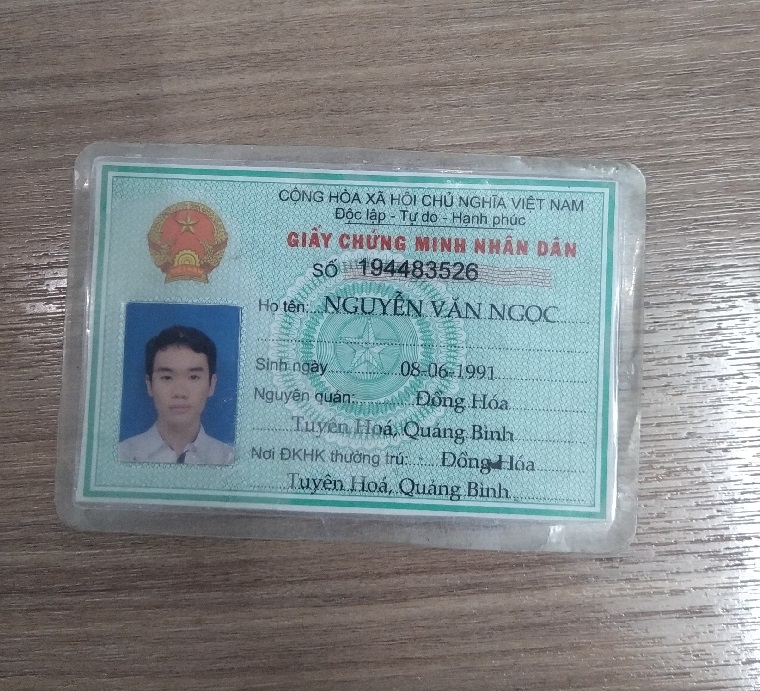 CỘNG HÒA XÃ HỘI CHỦ NGHĨA VIỆT NAM
Độc lập - Tự do - Hạnh phúc
GIẤY CHỨNG MINH NHÂN DÂN
SỐ 194483526
Họ tên: NGUYỄN VĂN NGỌC
Sinh ngày 08-06-1991
Nguyên quán: Đồng Hóa
Tuyên Hoá, Quảng Bình
Nơi ĐKHK thường trú: Đồng Hóa
Tuyên Hoá, Quảng Bình